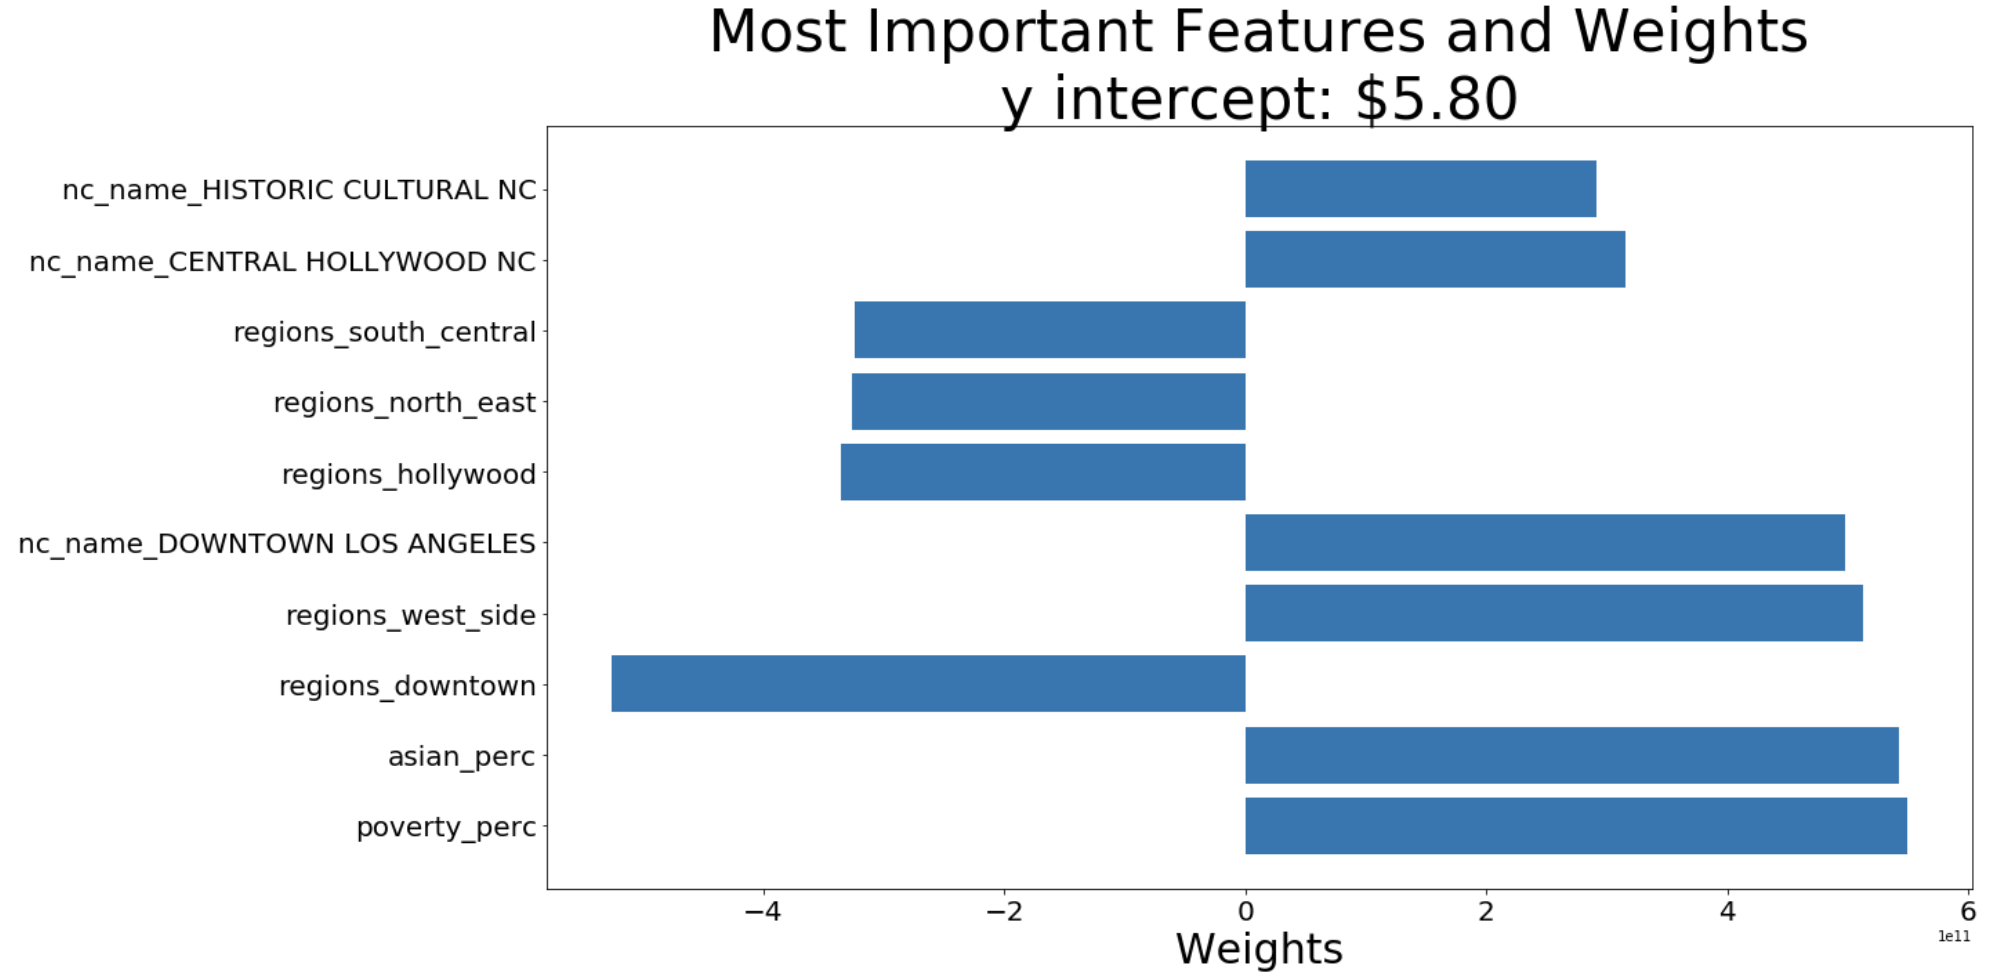 Most Important Features and Weights
y intercept: $5.80
nc_name_HISTORIC CULTURAL NC
nc_name_CENTRAL HOLLYWOOD NC
regions_south_central
regions_north_east
regions_hollywood
nc_name_DOWNTOWN LOS ANGELES
regions_west_side
regions_downtown
asian_perc
poverty_perc
−4 −2 0 2 4 6
1e11
Weights